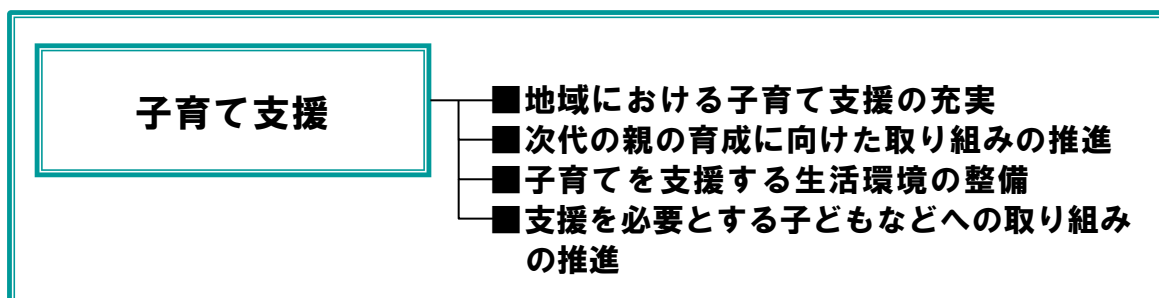 子育て支援
■地域における子育て支援の充実
■次代の親の育成に向けた取り組みの推進
■子育てを支援する生活環境の整備
■支援を必要とする子どもなどへの取り組み
の推進